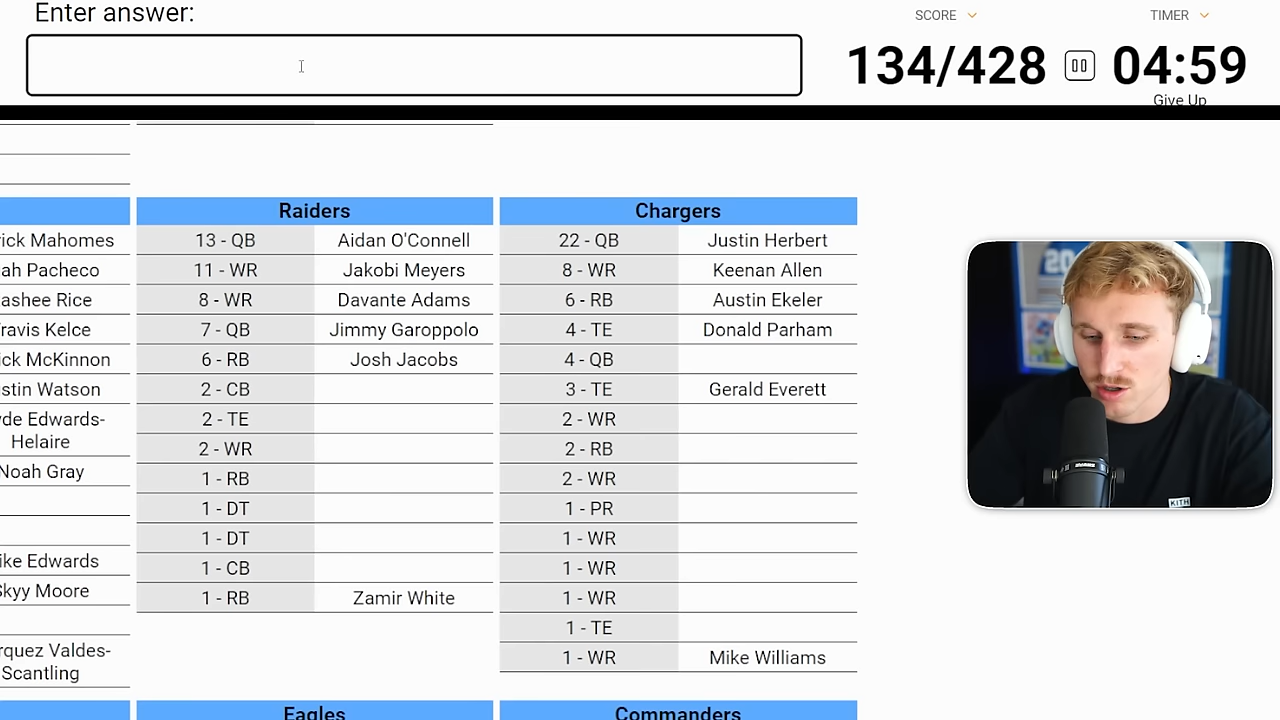 Enter answer:
SCORE
TIMER
134/428
04:59
Give Up
Raiders
Chargers
rick Mahomes
13 - QB
Aidan O'Connell
22 - QB
Justin Herbert
ah Pacheco
11 - WR
Jakobi Meyers
8 - WR
Keenan Allen
ashee Rice
8 - WR
Davante Adams
6 - RB
Austin Ekeler
ravis Kelce
7 - QB
Jimmy Garoppolo
4 - TE
Donald Parham
ick McKinnon
6 - RB
Josh Jacobs
4 - QB
stin Watson
2 - CB
3 - TE
Gerald Everett
de Edwards-
Helaire
2 - TE
2 - WR
2 - WR
2 - RB
Noah Gray
1 - RB
2 - WR
1 - DT
1 - PR
1 - DT
1 - WR
ike Edwards
1 - CB
1 - WR
Skyy Moore
1 - RB
Zamir White
1 - WR
1 - TE
rquez Valdes-
Scantling
1 - WR
Mike Williams
Eagles
Commanders
KITH